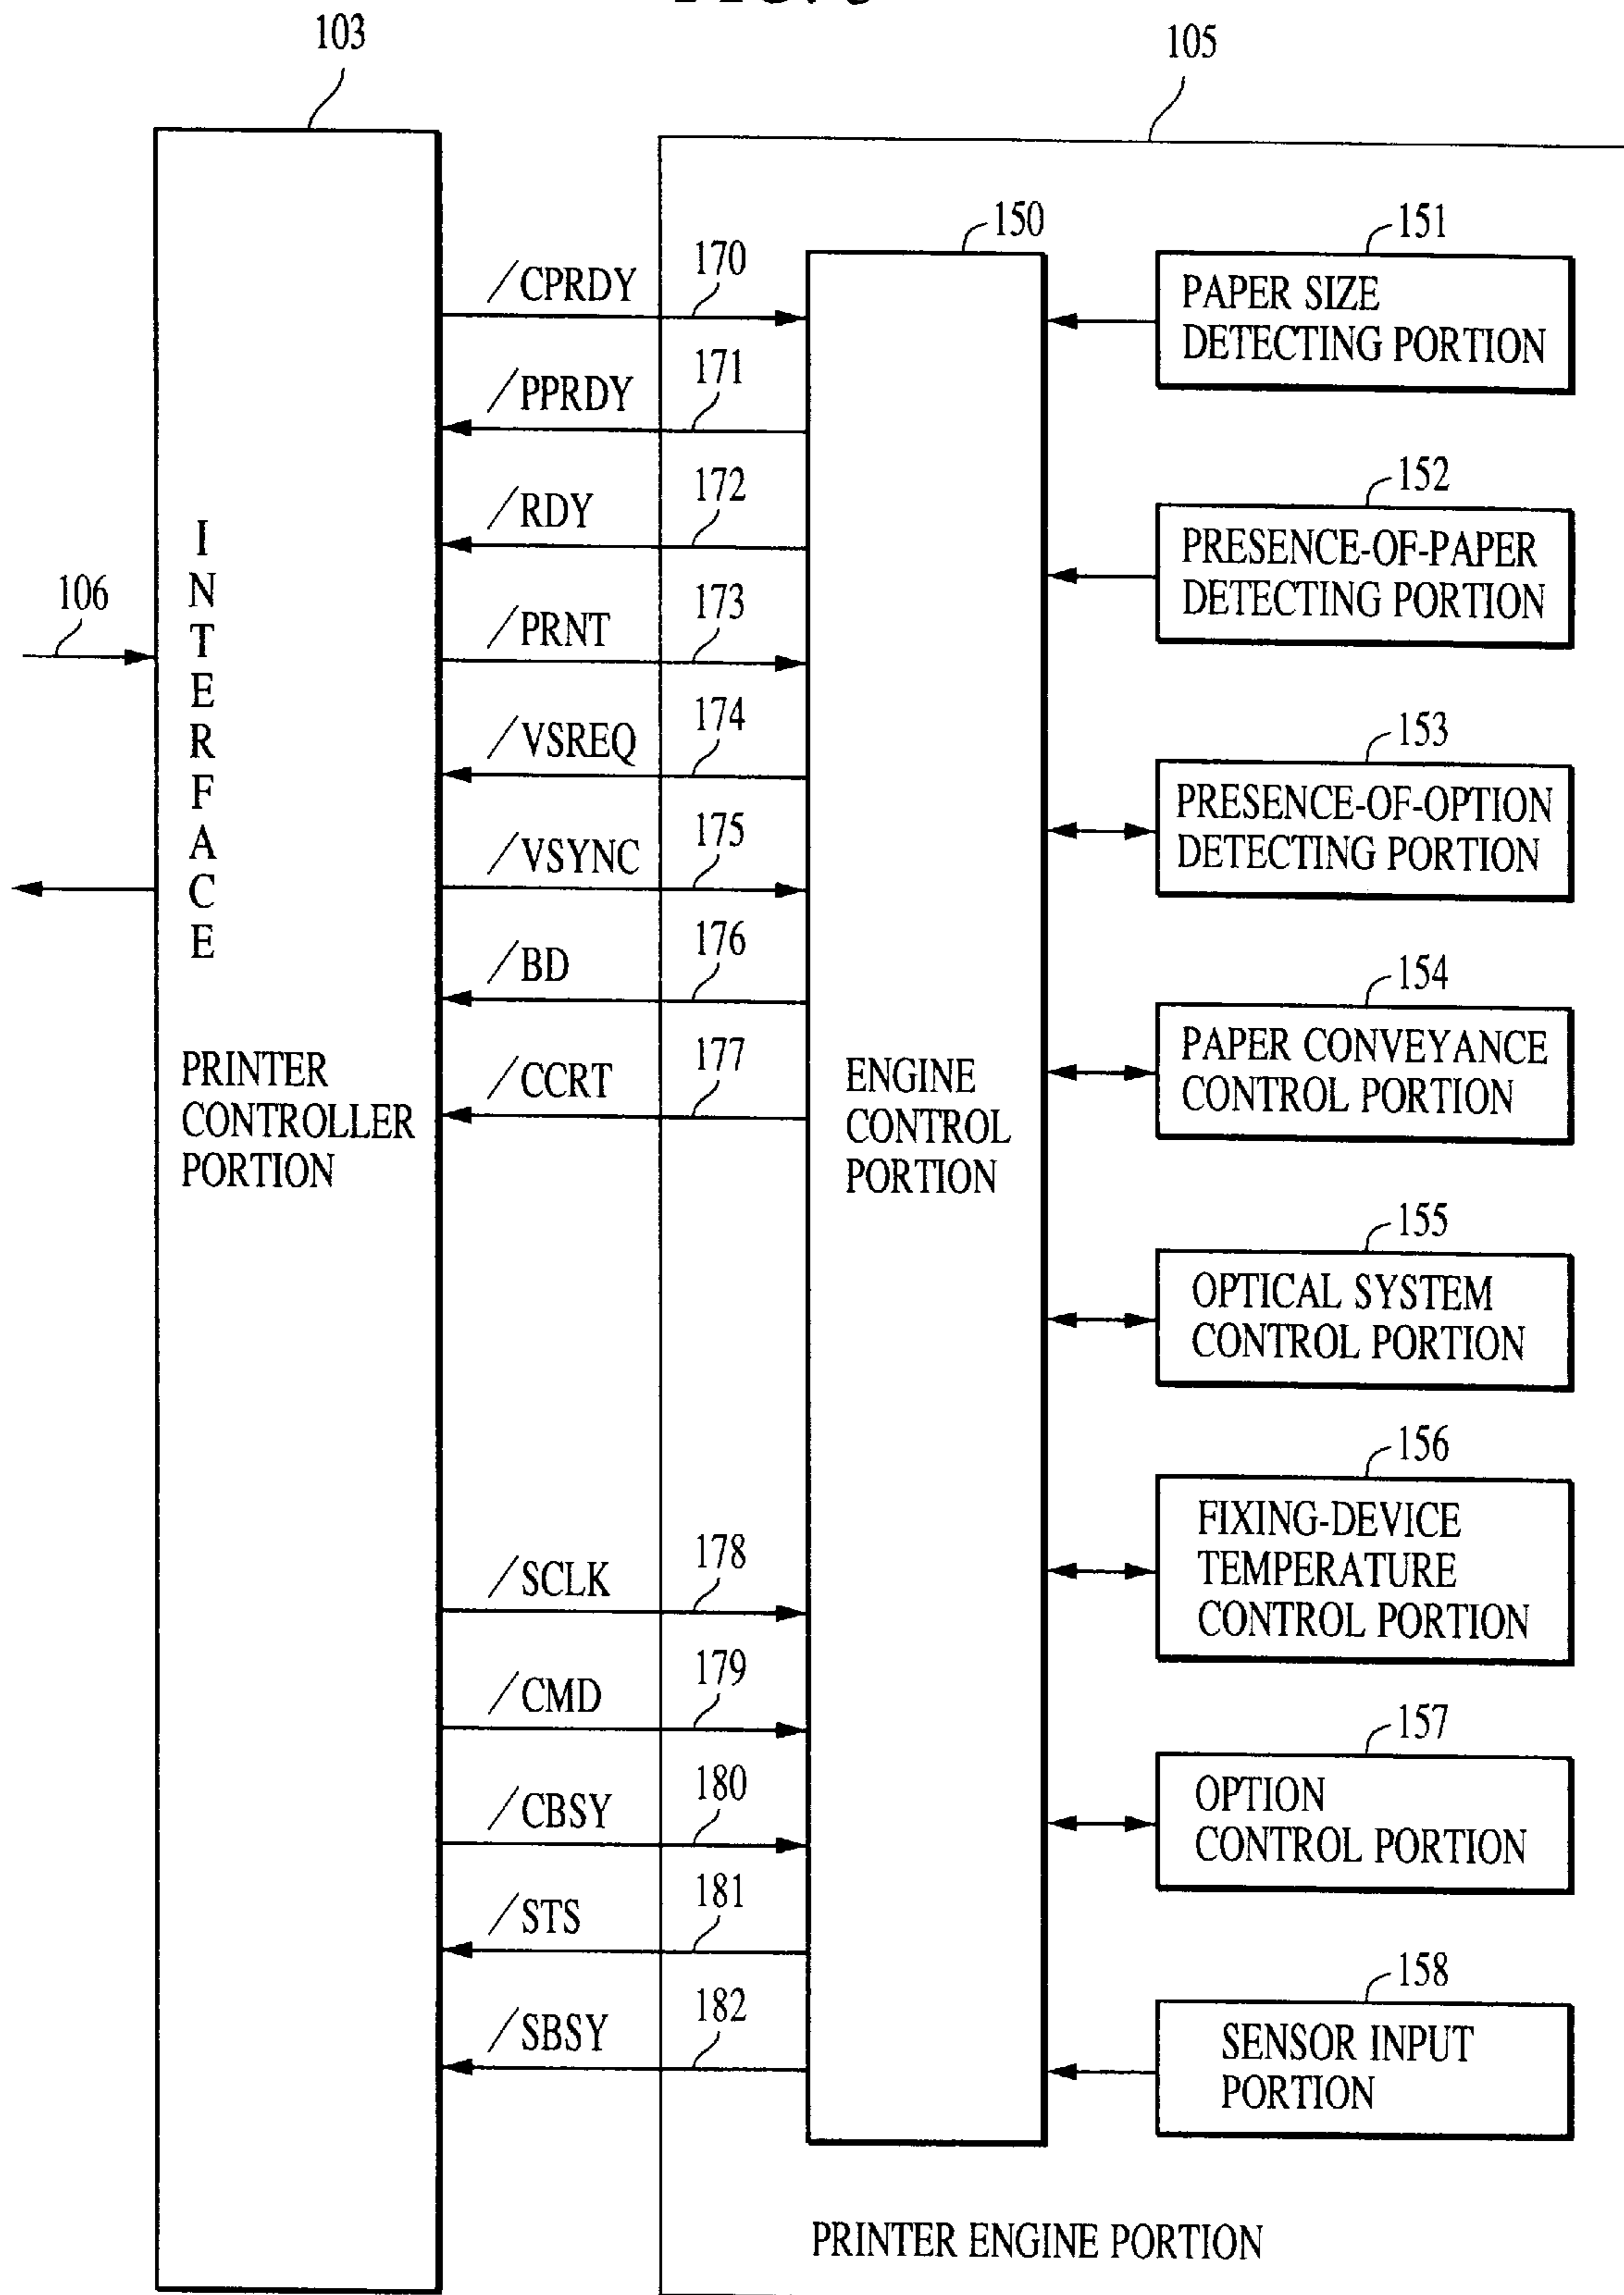 103
105
106
INTERFACE
PRINTER
CONTROLLER
PORTION
/CPRDY
170
/PPRDY
171
/RDY
172
/PRNT
173
/VSREQ
174
/VSYNC
175
/BD
176
/CCRT
177
/SCLK
178
/CMD
179
/CBSY
180
/STS
181
/SBSY
182
150
ENGINE
CONTROL
PORTION
151
PAPER SIZE
DETECTING PORTION
152
PRESENCE-OF-PAPER
DETECTING PORTION
153
PRESENCE-OF-OPTION
DETECTING PORTION
154
PAPER CONVEYANCE
CONTROL PORTION
155
OPTICAL SYSTEM
CONTROL PORTION
156
FIXING-DEVICE
TEMPERATURE
CONTROL PORTION
157
OPTION
CONTROL PORTION
158
SENSOR INPUT
PORTION
PRINTER ENGINE PORTION